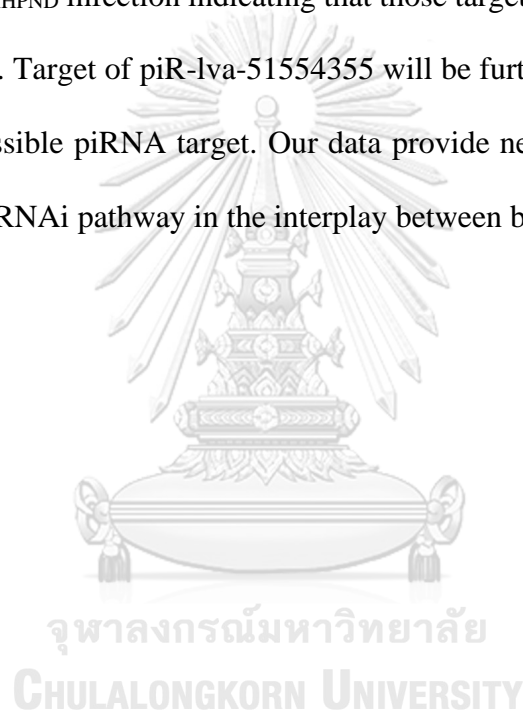 HPND infection indicating that those target
. Target of piR-lva-51554355 will be furt
ssible piRNA target. Our data provide ne
RNAi pathway in the interplay between b
จุฬาลงกรณ์มหาวิทยาลัย
CHULALONGKORN UNIVERSITY